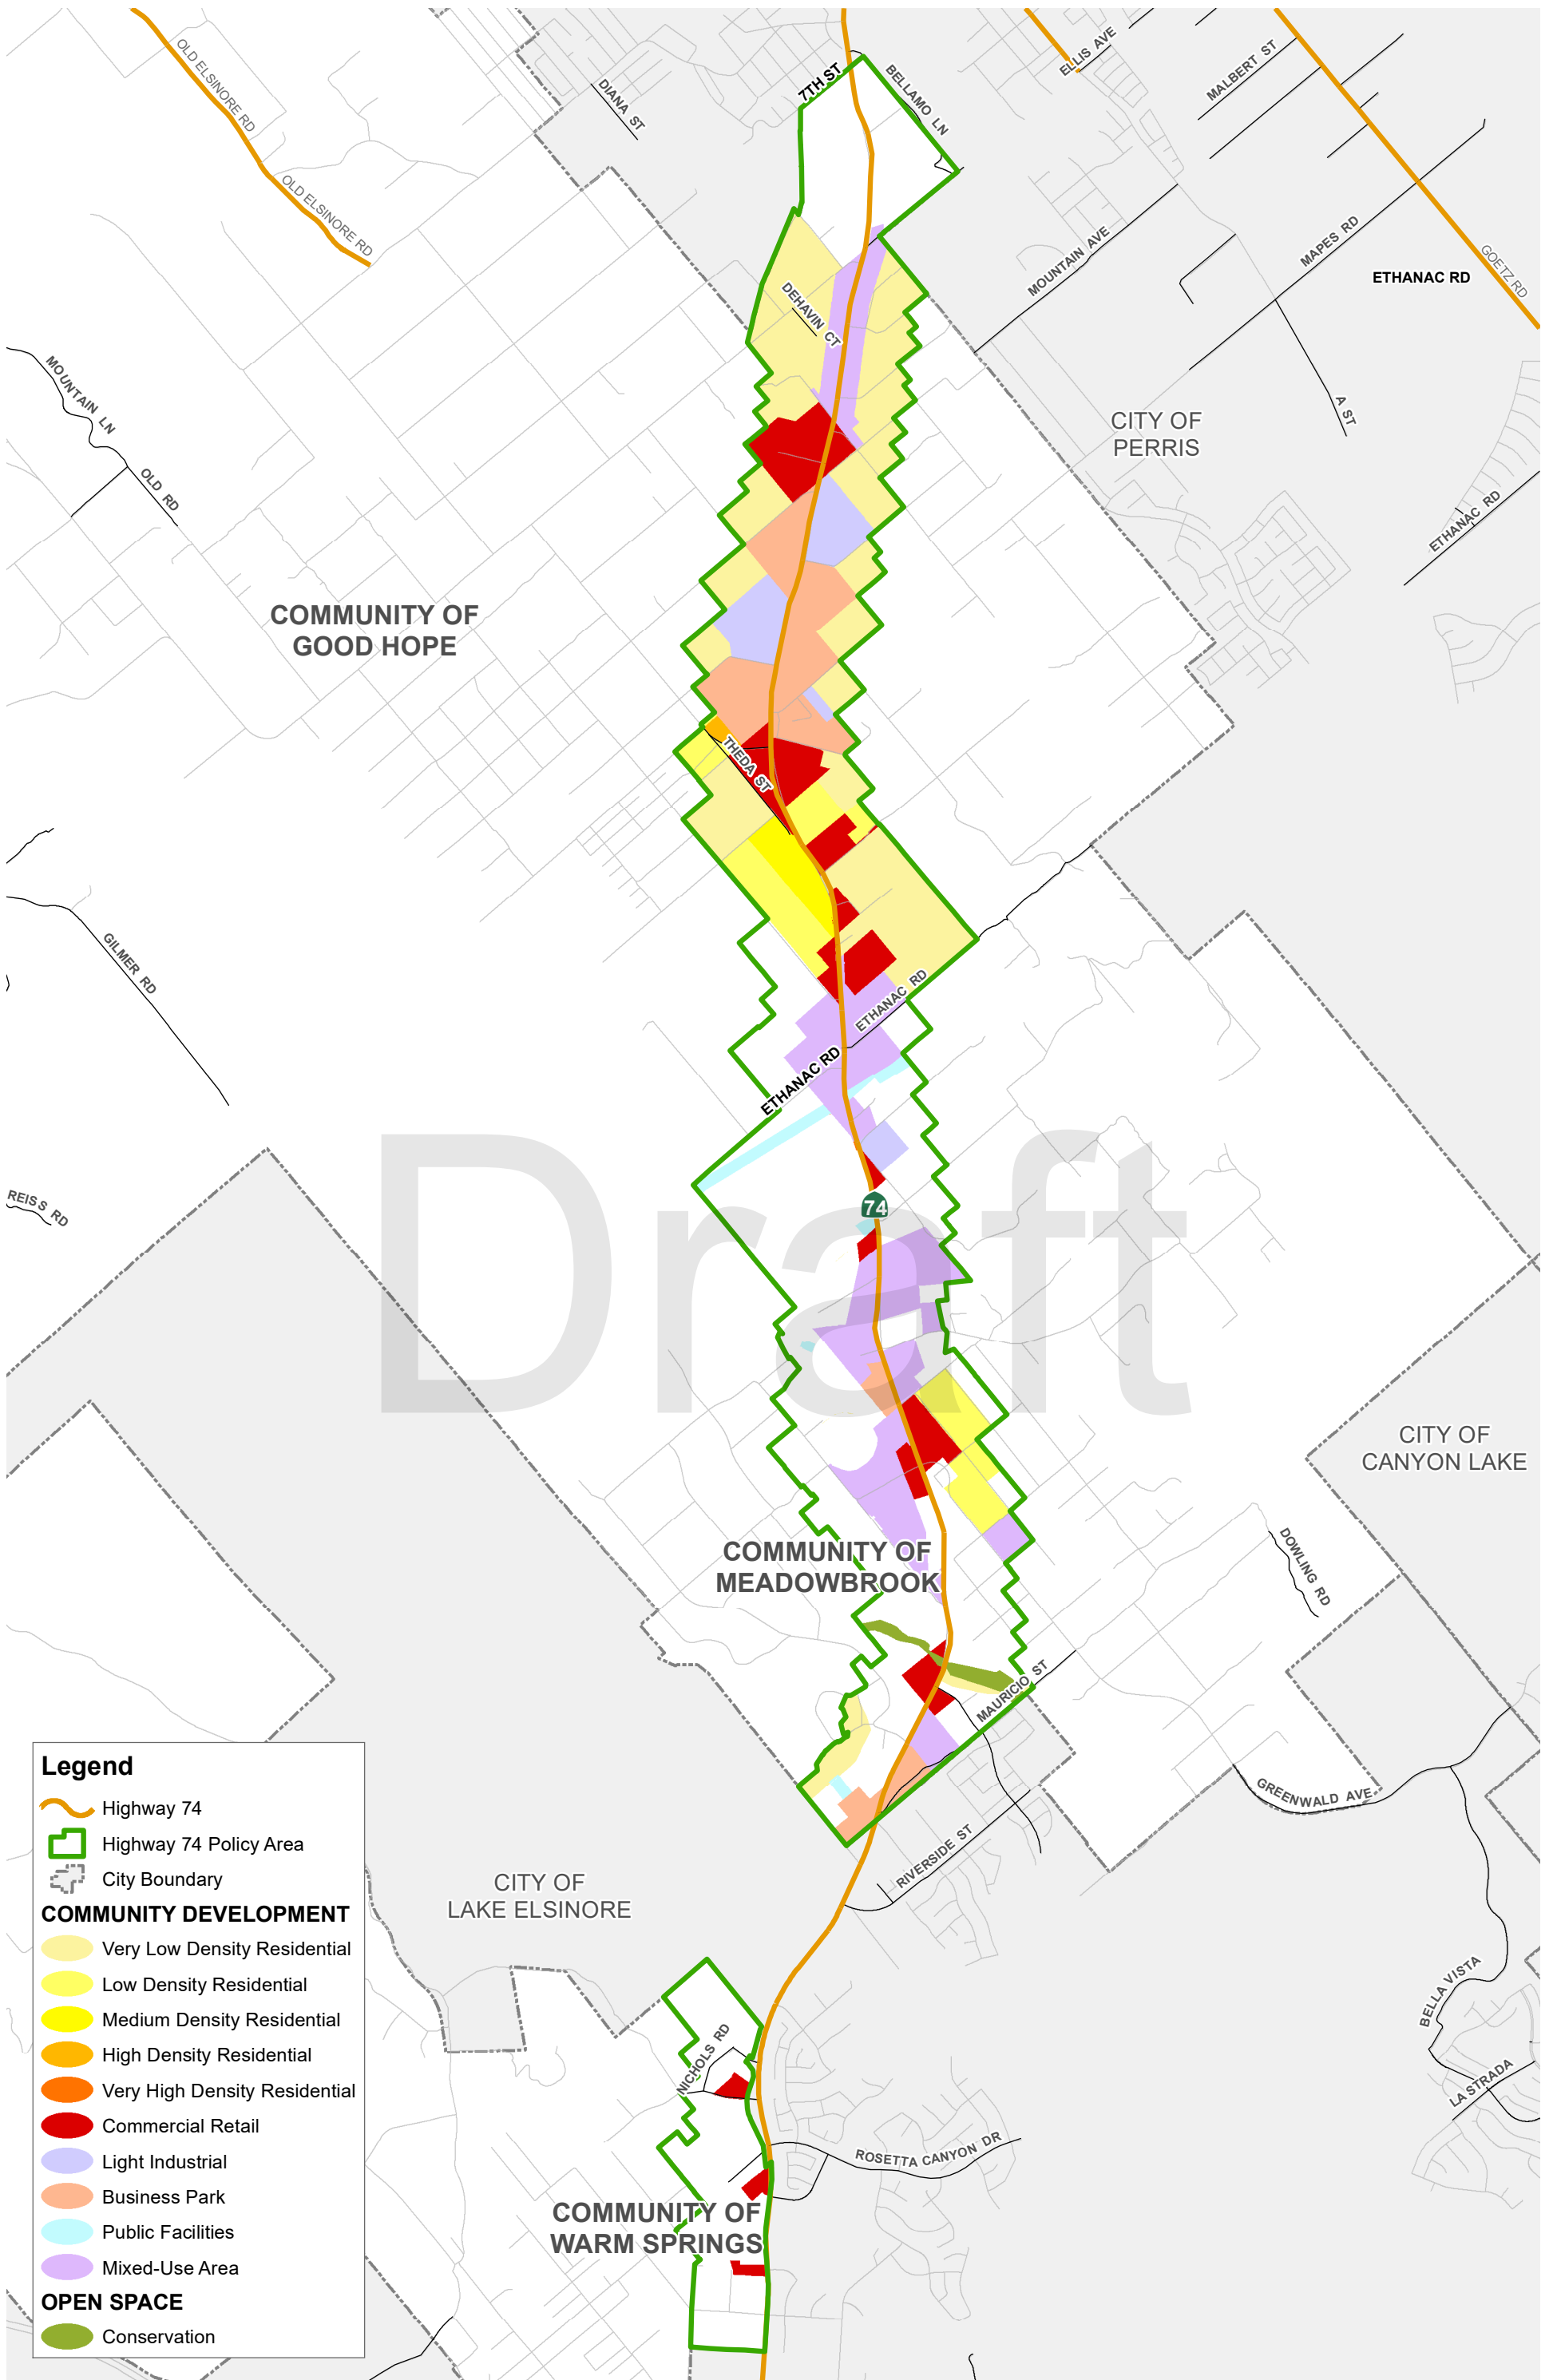 OLD ELSINORE RD
OLD ELSINORE RD
DIANA ST
7TH ST
BELLAMO LN
ELLIS AVE
MALBERT ST
MOUNTAIN AVE
MAPES RD
GOETZ RD
ETHANAC RD
DEHAVIN CT
MOUNTAIN LN
OLD RD
CITY OF
PERRIS
A ST
ETHANAC RD
COMMUNITY OF
GOOD HOPE
THEDA ST
GILMER RD
ETHANAC RD
ETHANAC RD
REISS RD
74
Draft
CITY OF
CANYON LAKE
COMMUNITY OF
MEADOWBROOK
DOWLING RD
MAURICIO ST
GREENWALD AVE
RIVERSIDE ST
CITY OF
LAKE ELSINORE
NICHOLS RD
BELLA VISTA
LA STRADA
ROSETTA CANYON DR
COMMUNITY OF
WARM SPRINGS
Legend
Highway 74
Highway 74 Policy Area
City Boundary
COMMUNITY DEVELOPMENT
Very Low Density Residential
Low Density Residential
Medium Density Residential
High Density Residential
Very High Density Residential
Commercial Retail
Light Industrial
Business Park
Public Facilities
Mixed-Use Area
OPEN SPACE
Conservation